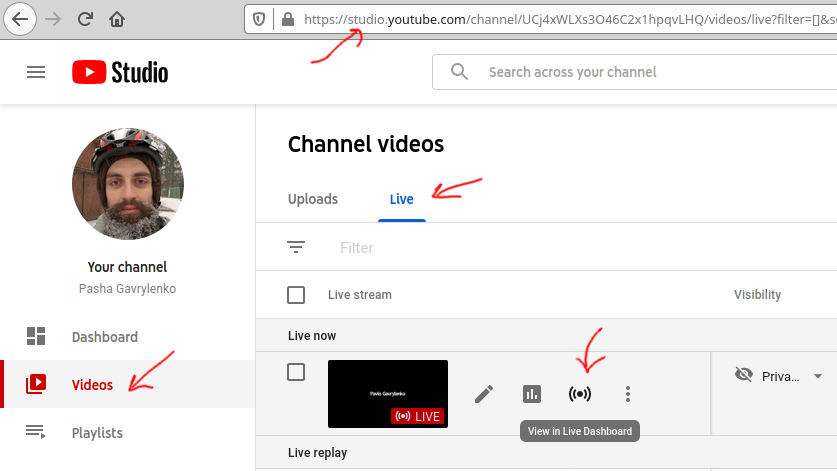 https://studio.youtube.com/channel/UCj4xWLXs3O46C2x1hpqvLHQ/videos/live?filter=[]&s
Studio
Search across your channel
Channel videos
Uploads
Live
Filter
Your channel
Pasha Gavrylenko
Live stream
Visibility
Dashboard
Live now
Videos
Pavlo Gavrylenko
LIVE
Priva...
View in Live Dashboard
Playlists
Live replay